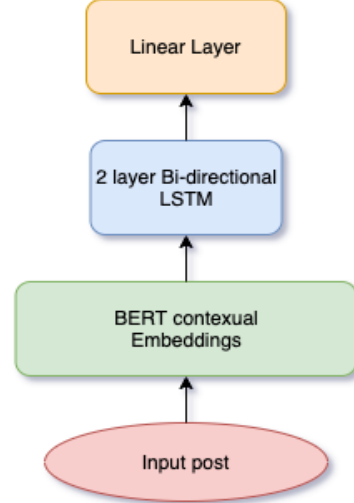 Linear Layer
2 layer Bi-directional
LSTM
BERT contexual
Embeddings
Input post